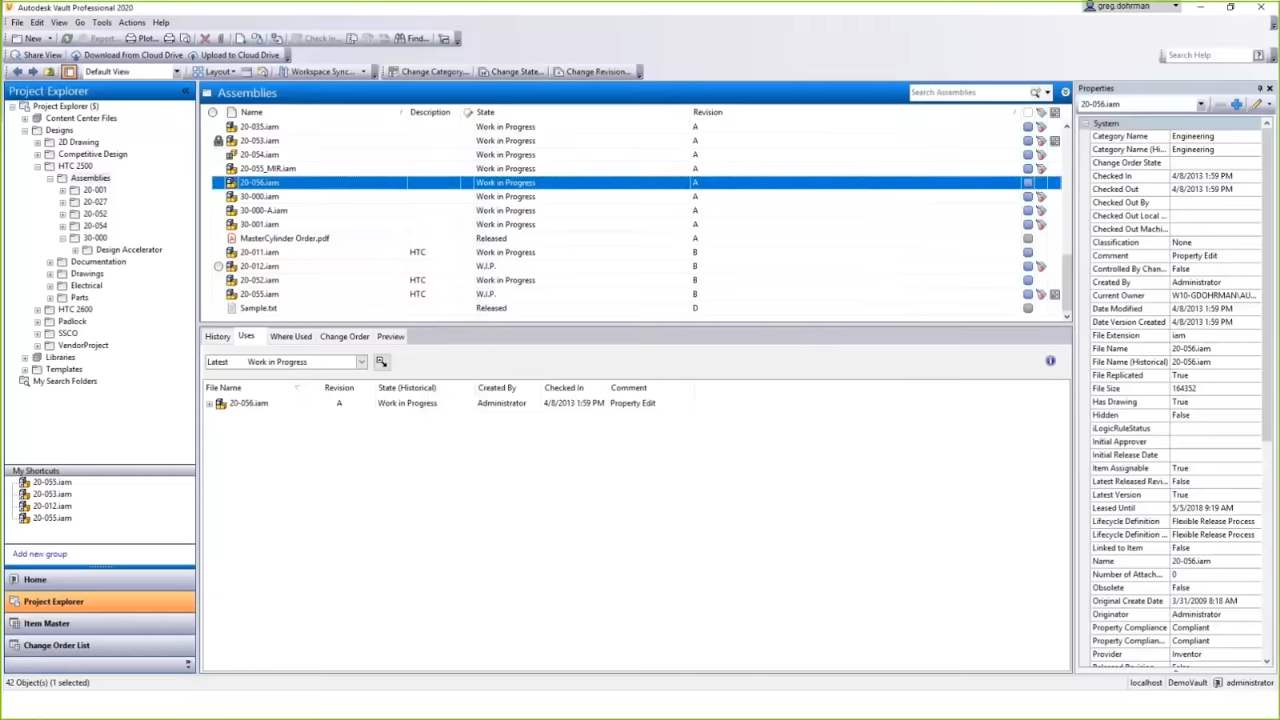 Autodesk Vault Professional 2020
greg.dohrman
File Edit View Go Tools Actions Help
New Report... Plot... Check In... Find...
Share View Download from Cloud Drive Upload to Cloud Drive Search Help
Default View Layout Workspace Sync... Change Category... Change State... Change Revision...
Project Explorer
Project Explorer ($)
Content Center Files
Designs
2D Drawing
Competitive Design
HTC 2500
Assemblies
20-001
20-027
20-052
20-054
30-000
Design Accelerator
Documentation
Drawings
Electrical
Parts
HTC 2600
Padlock
SSCO
VendorProject
Libraries
Templates
My Search Folders
My Shortcuts
20-055.iam
20-053.iam
20-012.iam
20-055.iam
Add new group
Home
Project Explorer
Item Master
Change Order List
42 Object(s) (1 selected)
Assemblies Search Assemblies
Name Description State Revision
20-035.iam Work in Progress A
20-053.iam Work in Progress A
20-054.iam Work in Progress A
20-055_MIR.iam Work in Progress A
20-056.iam Work in Progress A
30-000.iam Work in Progress A
30-000-A.iam Work in Progress A
30-001.iam Work in Progress A
MasterCylinder Order.pdf Released A
20-011.iam HTC Work in Progress B
20-012.iam W.I.P. B
20-052.iam HTC Work in Progress B
20-055.iam HTC W.I.P. B
Sample.txt Released D
History Uses Where Used Change Order Preview
Latest Work in Progress
File Name Revision State (Historical) Created By Checked In Comment
20-056.iam A Work in Progress Administrator 4/8/2013 1:59 PM Property Edit
Properties
20-056.iam
System
Category Name Engineering
Category Name (Hi... Engineering
Change Order State
Checked In 4/8/2013 1:59 PM
Checked Out 4/8/2013 1:59 PM
Checked Out By
Checked Out Local ...
Checked Out Machi...
Classification None
Comment Property Edit
Controlled By Chan... False
Created By Administrator
Current Owner W10-GDOHRMAN\AU...
Date Modified 4/8/2013 1:59 PM
Date Version Created 4/8/2013 1:59 PM
File Extension iam
File Name 20-056.iam
File Name (Historical) 20-056.iam
File Replicated True
File Size 164352
Has Drawing True
Hidden False
iLogicRuleStatus
Initial Approver
Initial Release Date
Item Assignable True
Latest Released Revi... False
Latest Version True
Leased Until 5/5/2018 9:19 AM
Lifecycle Definition Flexible Release Process
Lifecycle Definition ... Flexible Release Process
Linked to Item False
Name 20-056.iam
Number of Attach... 0
Obsolete False
Original Create Date 3/31/2009 8:18 AM
Originator Administrator
Property Compliance Compliant
Property Complian... Compliant
Provider Inventor
localhost DemoVault administrator